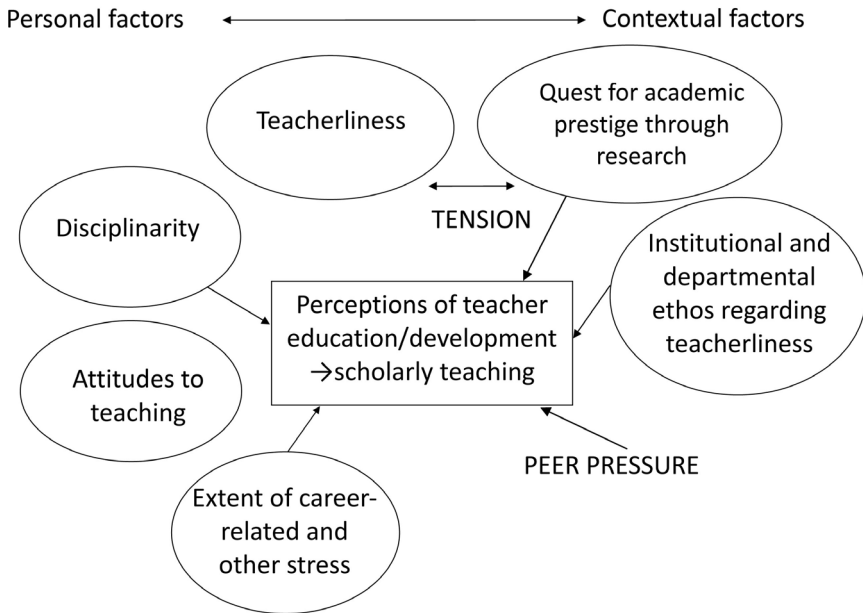 Personal factors
Contextual factors
Teacherliness
Quest for academic
prestige through
research
TENSION
Disciplinarity
Institutional and
departmental
ethos regarding
teacherliness
Perceptions of teacher
education/development
→scholarly teaching
Attitudes to
teaching
PEER PRESSURE
Extent of career-
related and
other stress